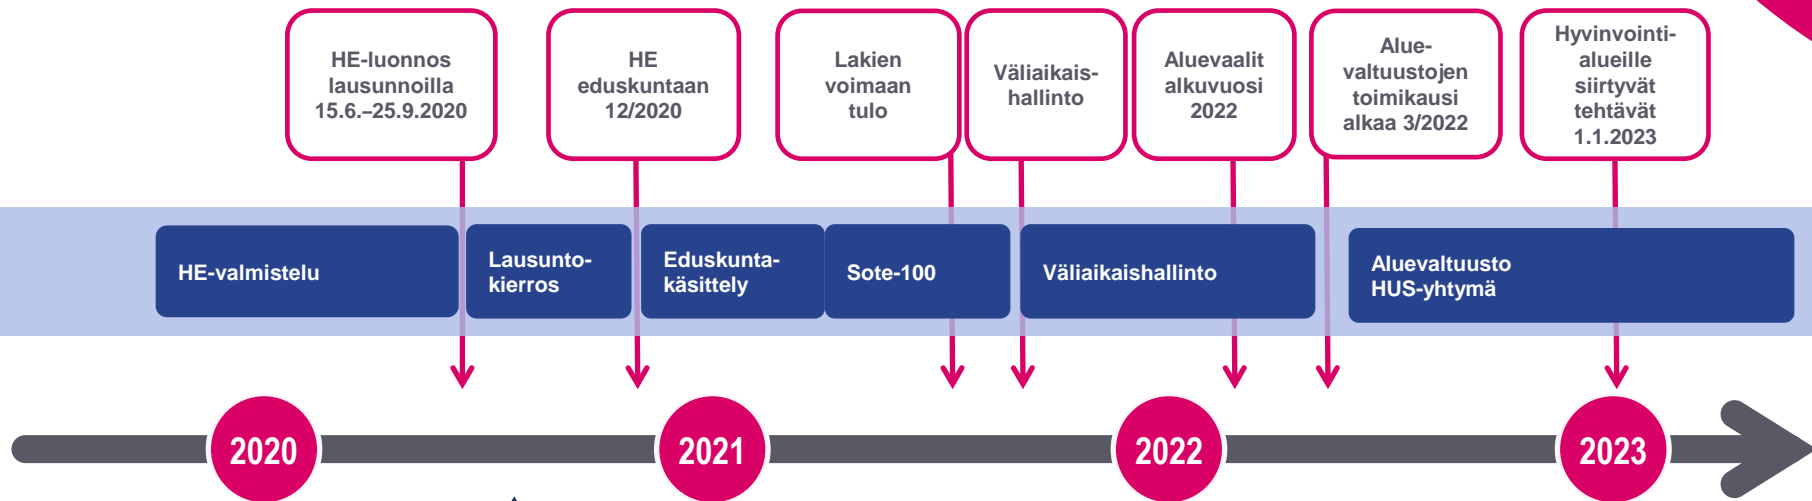 HE-luonnos
lausunnoilla
15.6.–25.9.2020
HE
eduskuntaan
12/2020
Lakien
voimaan
tulo
Väliaikais-
hallinto
Aluevaalit
alkuvuosi
2022
Alue-
valtuustojen
toimikausi
alkaa 3/2022
Hyvinvointi-
alueille
siirtyvät
tehtävät
1.1.2023
HE-valmistelu
Lausunto-
kierros
Eduskunta-
käsittely
Sote-100
Väliaikaishallinto
Aluevaltuusto
HUS-yhtymä
2020
2021
2022
2023